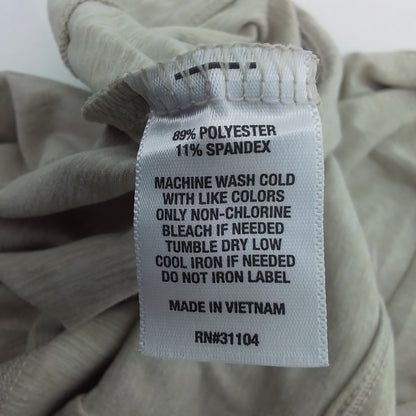 89% POLYESTER
11% SPANDEX
MACHINE WASH COLD
WITH LIKE COLORS
ONLY NON-CHLORINE
BLEACH IF NEEDED
TUMBLE DRY LOW
COOL IRON IF NEEDED
DO NOT IRON LABEL
MADE IN VIETNAM
RN#31104